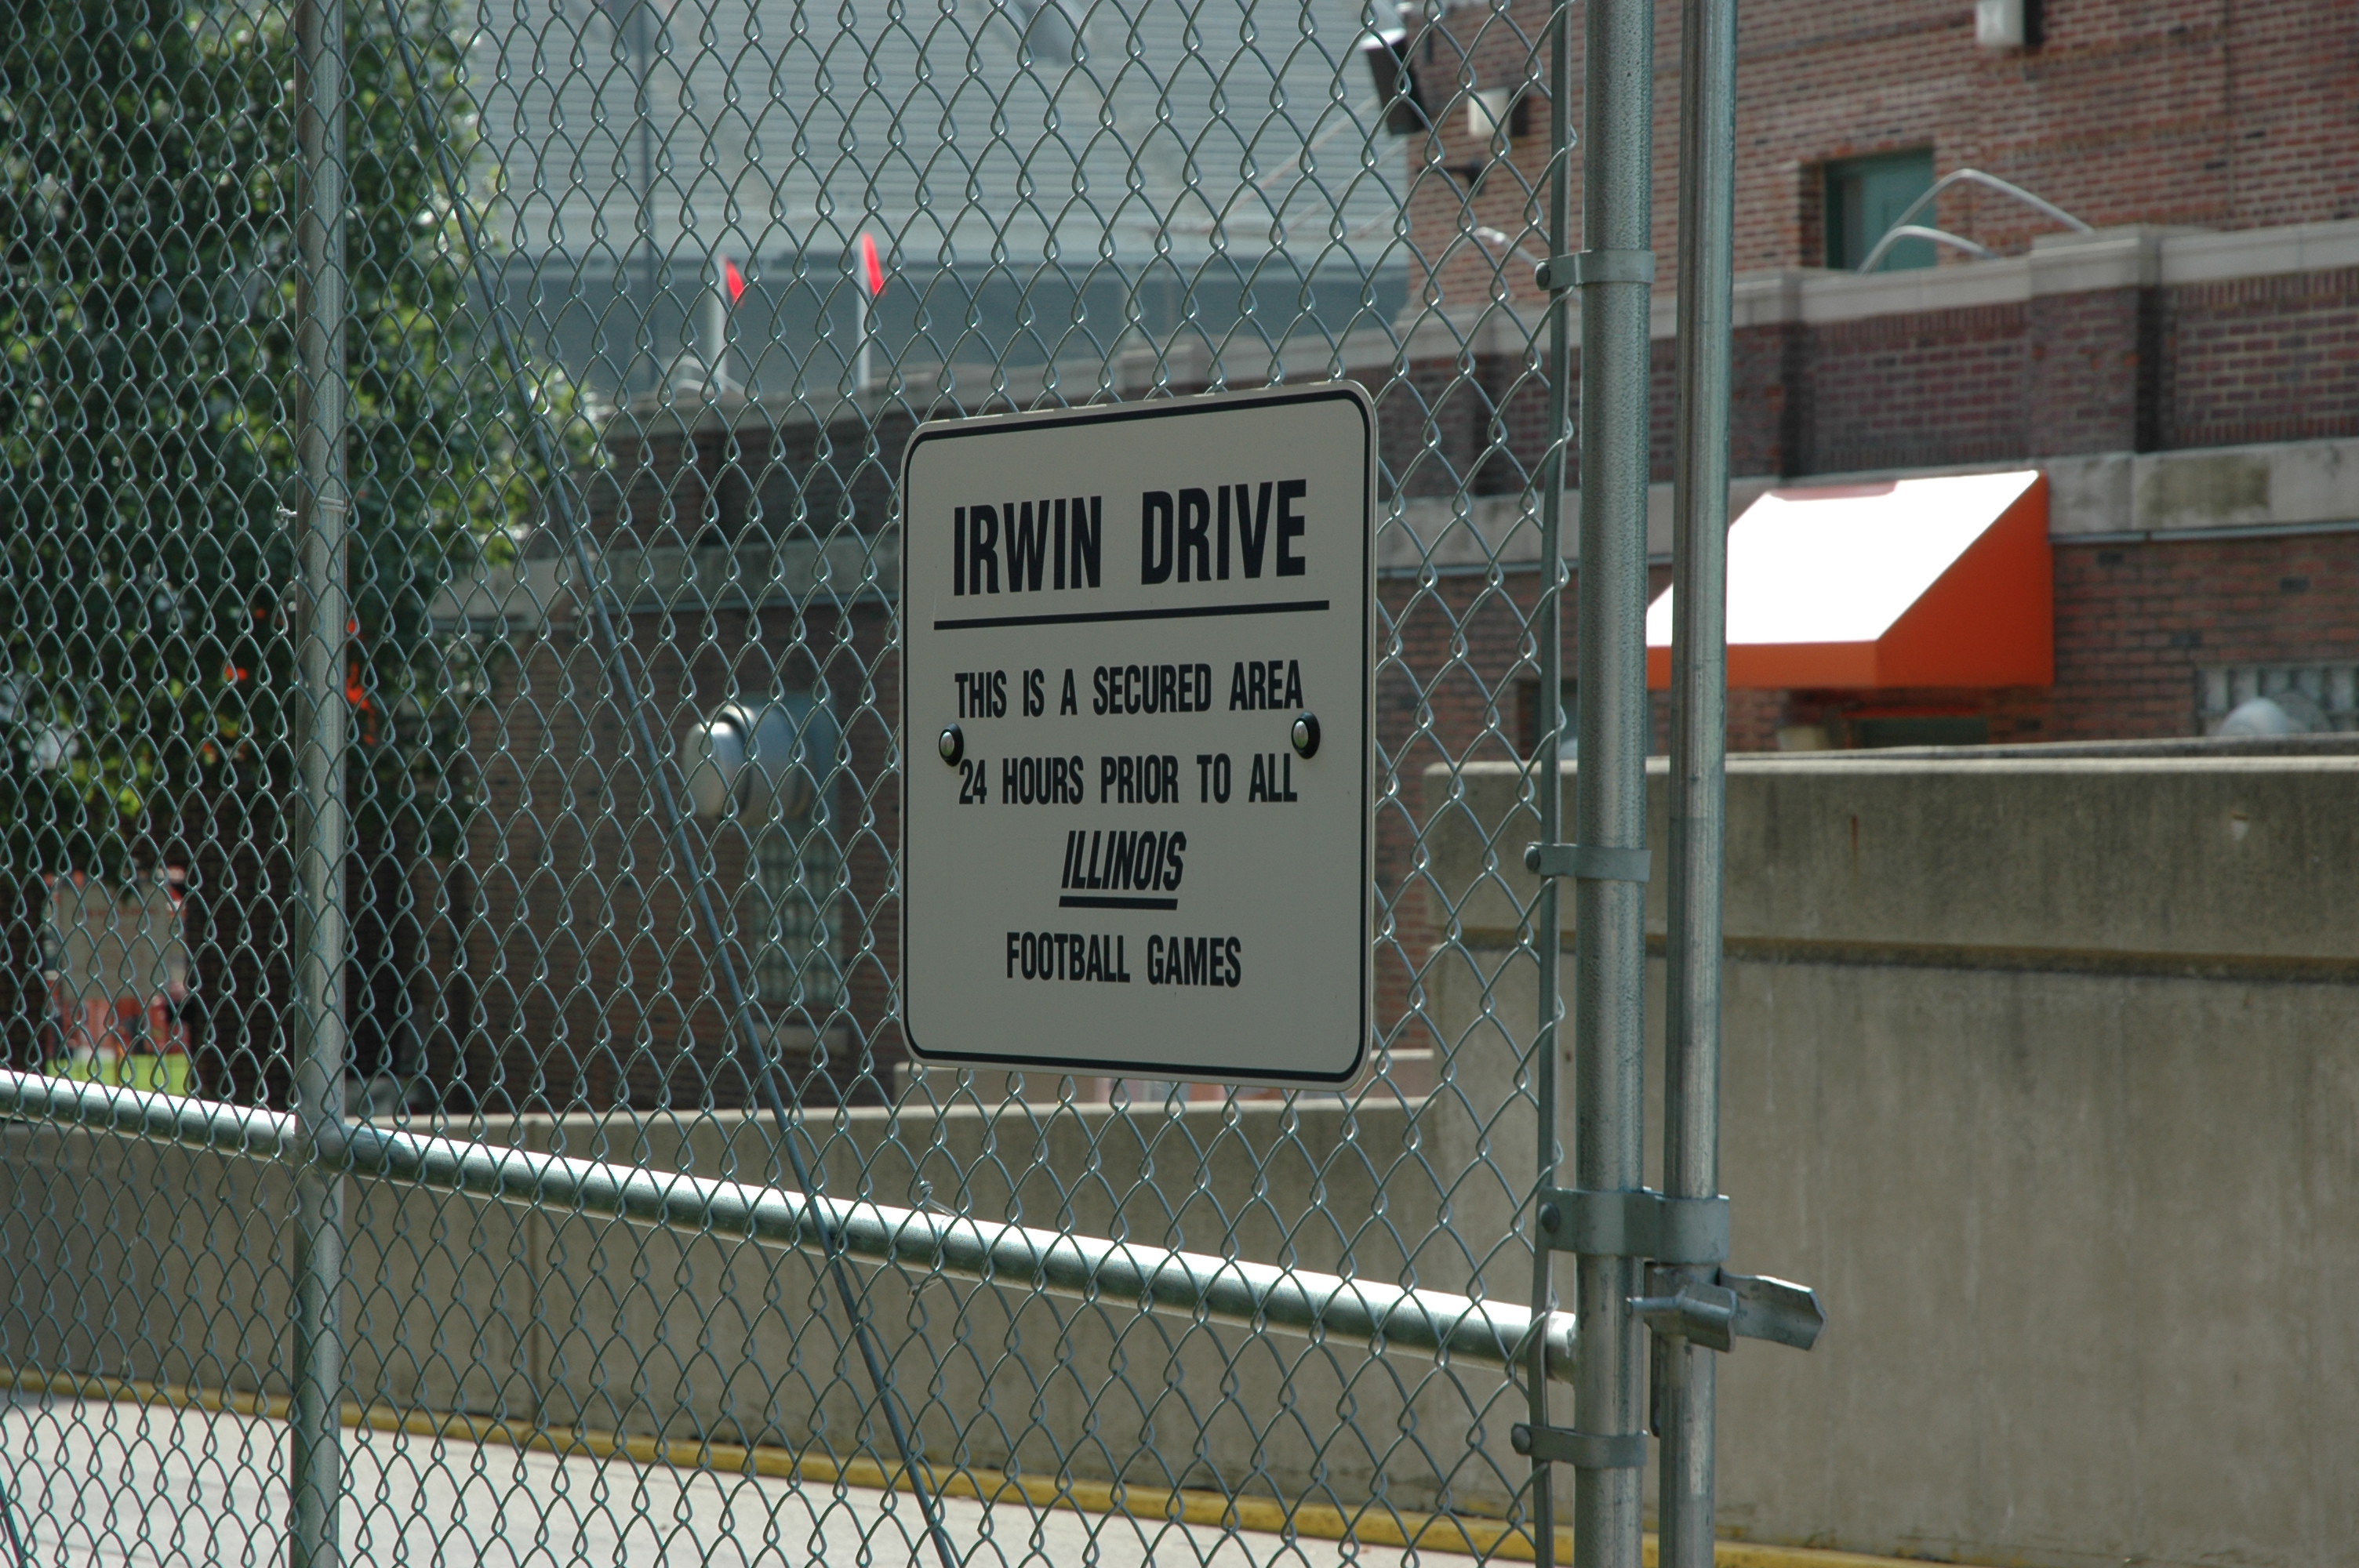 IRWIN DRIVE
THIS IS A SECURED AREA
24 HOURS PRIOR TO ALL
ILLINOIS
FOOTBALL GAMES